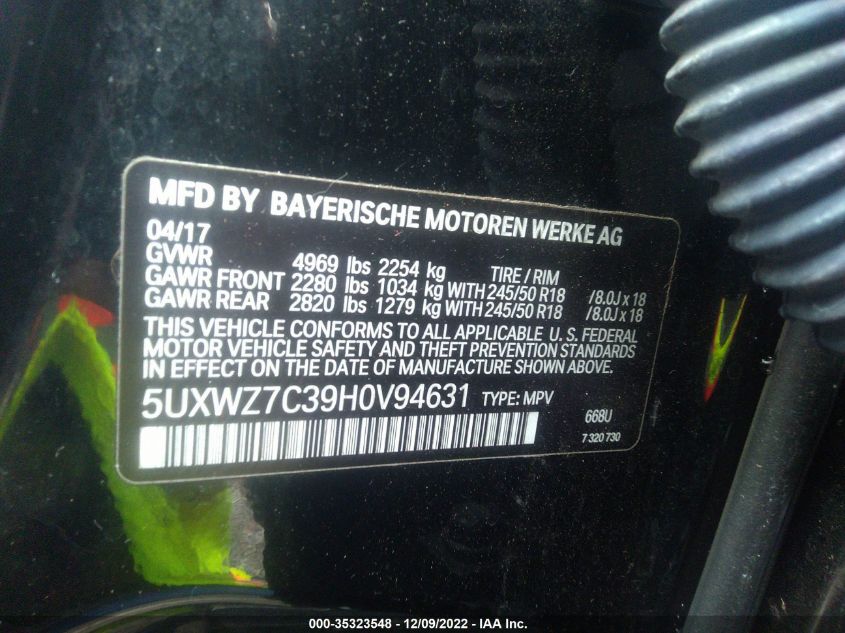 MFD BY BAYERISCHE MOTOREN WERKE AG
04/17
GVWR 4969 lbs 2254 kg TIRE / RIM
GAWR FRONT 2280 lbs 1034 kg WITH 245/50 R18 /8.0J x 18
GAWR REAR 2820 lbs 1279 kg WITH 245/50 R18 /8.0J x 18
THIS VEHICLE CONFORMS TO ALL APPLICABLE U. S. FEDERAL
MOTOR VEHICLE SAFETY AND THEFT PREVENTION STANDARDS
IN EFFECT ON THE DATE OF MANUFACTURE SHOWN ABOVE.
5UXWZ7C39H0V94631 TYPE: MPV
668U
7 320 730
000-35323548 - 12/09/2022 - IAA Inc.